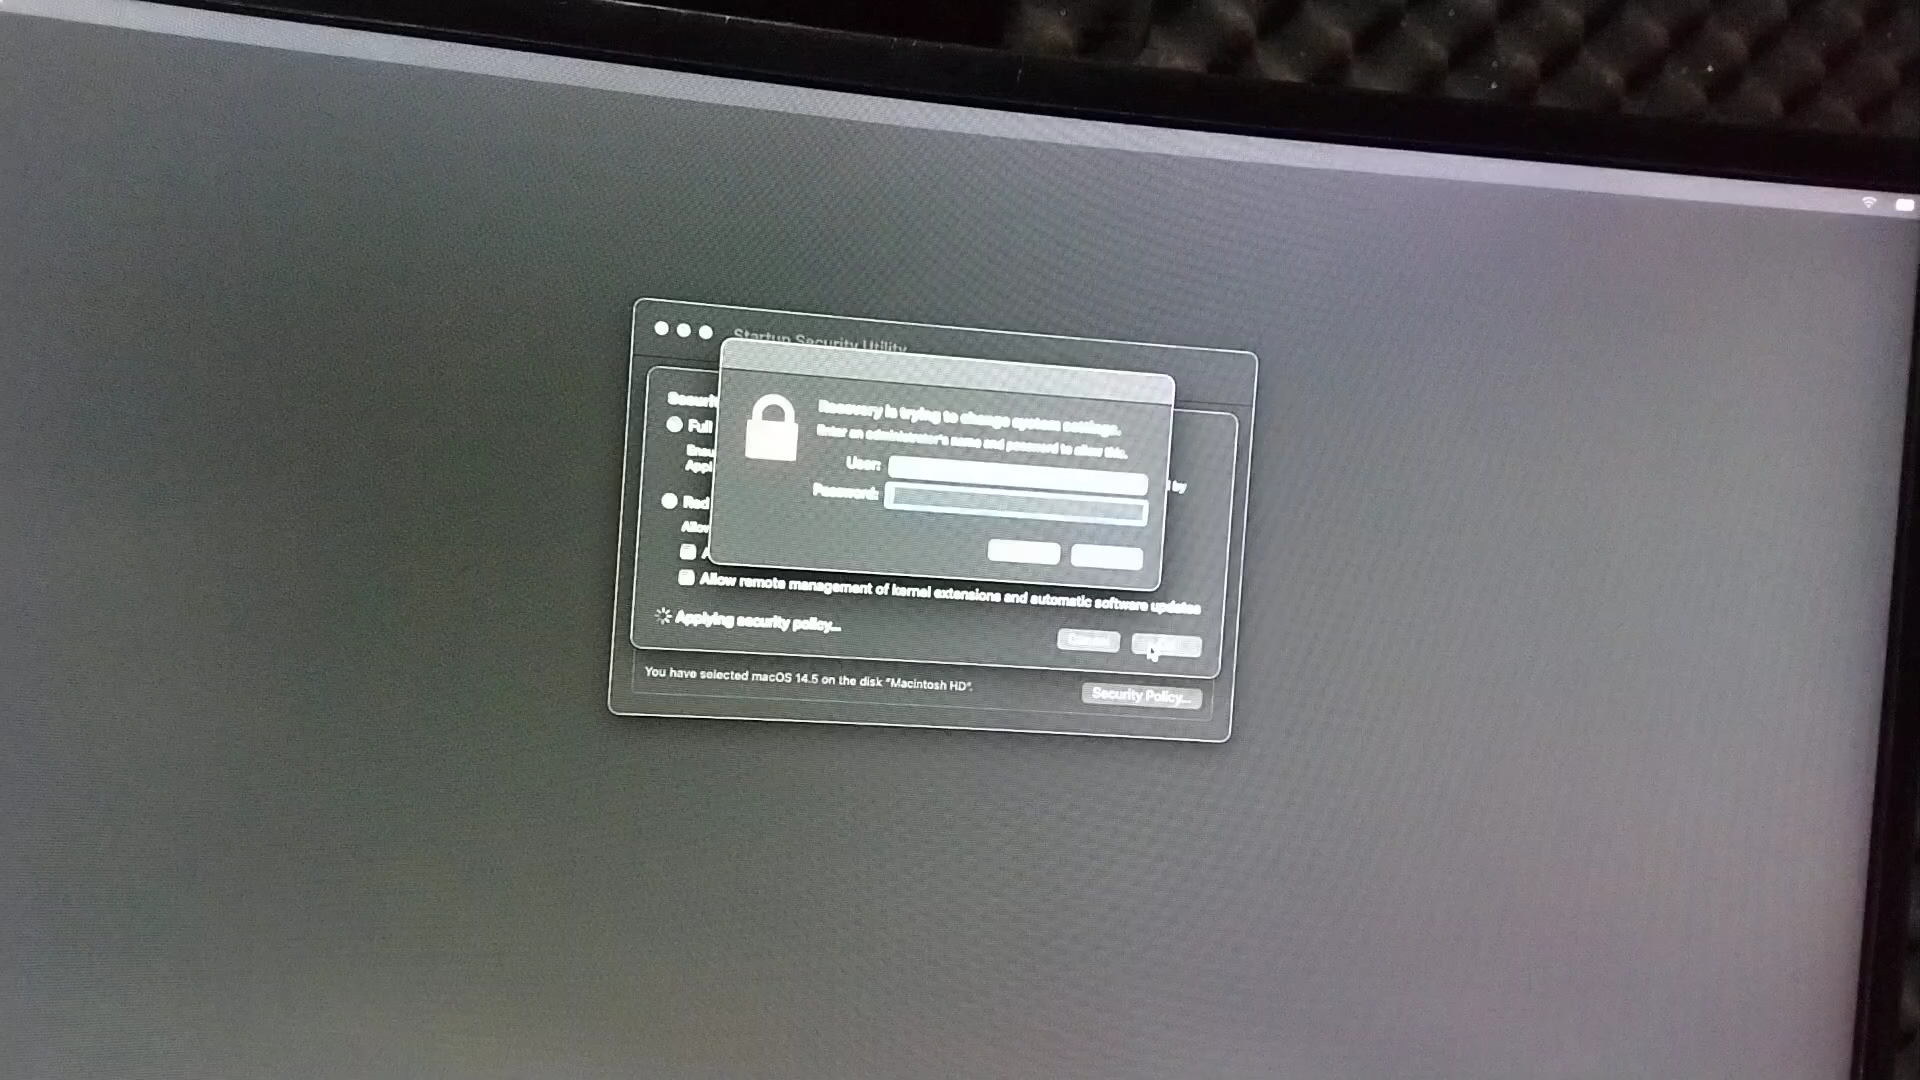 Startup Security Utility
Recovery is trying to change system settings.
Enter an administrator's name and password to allow this.
User:
Password:
Full
by
Allow remote management of kernel extensions and automatic software updates
Applying security policy...
You have selected macOS 14.5 on the disk "Macintosh HD".
Security Policy...